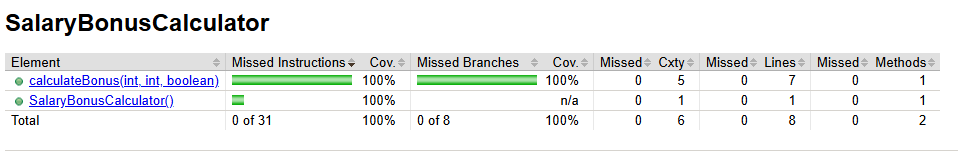 SalaryBonusCalculator
Element Missed Instructions Cov. Missed Branches Cov. Missed Cxty Missed Lines Missed Methods
calculateBonus(int, int, boolean) 100% 100% 0 5 0 7 0 1
SalaryBonusCalculator() 100% n/a 0 1 0 1 0 1
Total 0 of 31 100% 0 of 8 100% 0 6 0 8 0 2